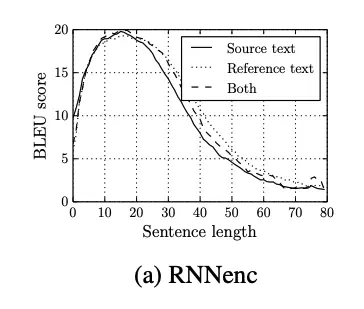 20
15
10
5
0
BLEU score
Source text
Reference text
Both
0 10 20 30 40 50 60 70 80
Sentence length
(a) RNNenc